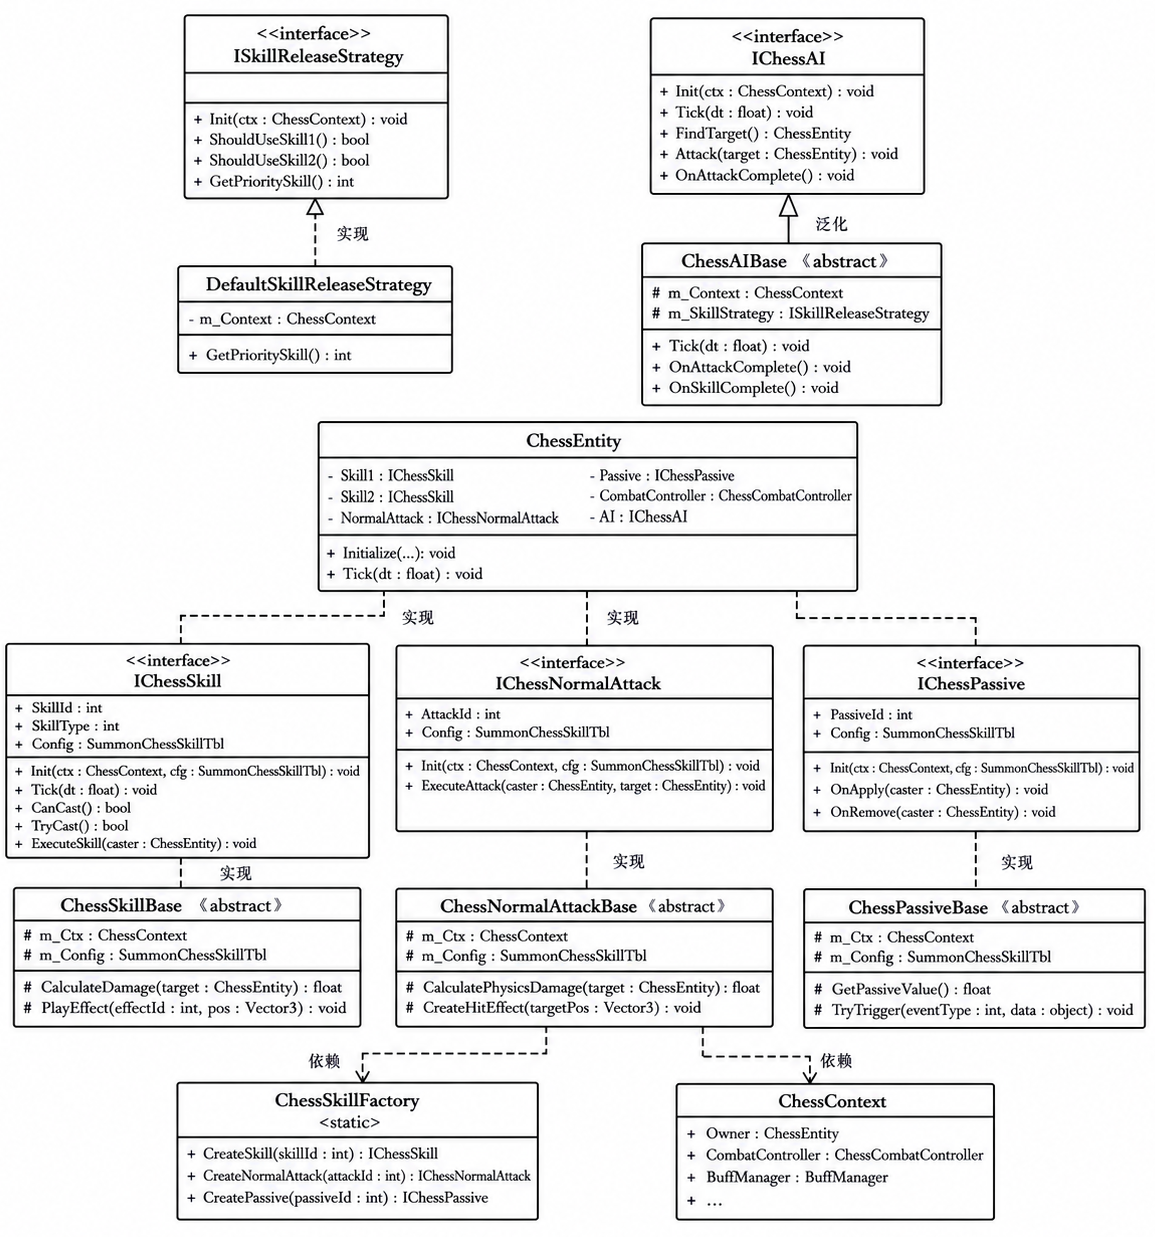 <<interface>>
ISkillReleaseStrategy
+ Init(ctx : ChessContext) : void
+ ShouldUseSkill1() : bool
+ ShouldUseSkill2() : bool
+ GetPrioritySkill() : int
实现
DefaultSkillReleaseStrategy
- m_Context : ChessContext
+ GetPrioritySkill() : int
<<interface>>
IChessAI
+ Init(ctx : ChessContext) : void
+ Tick(dt : float) : void
+ FindTarget() : ChessEntity
+ Attack(target : ChessEntity) : void
+ OnAttackComplete() : void
泛化
ChessAIBase 《abstract》
# m_Context : ChessContext
# m_SkillStrategy : ISkillReleaseStrategy
+ Tick(dt : float) : void
+ OnAttackComplete() : void
+ OnSkillComplete() : void
ChessEntity
- Skill1 : IChessSkill
- Skill2 : IChessSkill
- NormalAttack : IChessNormalAttack
- Passive : IChessPassive
- CombatController : ChessCombatController
- AI : IChessAI
+ Initialize(...): void
+ Tick(dt : float) : void
实现
实现
<<interface>>
IChessSkill
+ SkillId : int
+ SkillType : int
+ Config : SummonChessSkillTbl
+ Init(ctx : ChessContext, cfg : SummonChessSkillTbl) : void
+ Tick(dt : float) : void
+ CanCast() : bool
+ TryCast() : bool
+ ExecuteSkill(caster : ChessEntity) : void
实现
ChessSkillBase 《abstract》
# m_Ctx : ChessContext
# m_Config : SummonChessSkillTbl
# CalculateDamage(target : ChessEntity) : float
# PlayEffect(effectId : int, pos : Vector3) : void
<<interface>>
IChessNormalAttack
+ AttackId : int
+ Config : SummonChessSkillTbl
+ Init(ctx : ChessContext, cfg : SummonChessSkillTbl) : void
+ ExecuteAttack(caster : ChessEntity, target : ChessEntity) : void
实现
ChessNormalAttackBase 《abstract》
# m_Ctx : ChessContext
# m_Config : SummonChessSkillTbl
# CalculatePhysicsDamage(target : ChessEntity) : float
# CreateHitEffect(targetPos : Vector3) : void
<<interface>>
IChessPassive
+ PassiveId : int
+ Config : SummonChessSkillTbl
+ Init(ctx : ChessContext, cfg : SummonChessSkillTbl) : void
+ OnApply(caster : ChessEntity) : void
+ OnRemove(caster : ChessEntity) : void
实现
ChessPassiveBase 《abstract》
# m_Ctx : ChessContext
# m_Config : SummonChessSkillTbl
# GetPassiveValue() : float
# TryTrigger(eventType : int, data : object) : void
依赖
依赖
ChessSkillFactory
<static>
+ CreateSkill(skillId : int) : IChessSkill
+ CreateNormalAttack(attackId : int) : IChessNormalAttack
+ CreatePassive(passiveId : int) : IChessPassive
ChessContext
+ Owner : ChessEntity
+ CombatController : ChessCombatController
+ BuffManager : BuffManager
+ ...